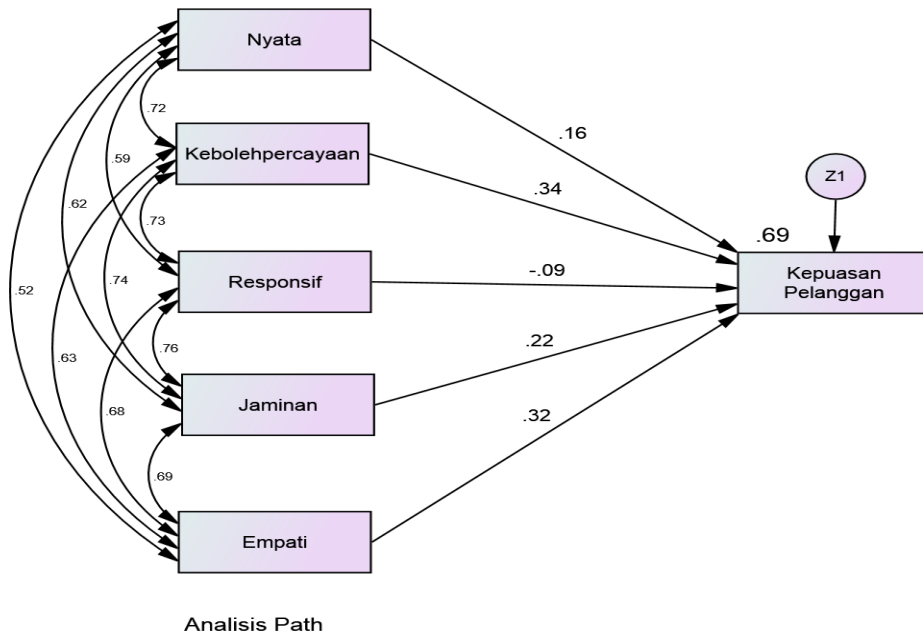 Nyata
.72
.16
Kebolehpercayaan
.59
.34
Z1
.62
.73
.69
Responsif
-.09
Kepuasan
Pelanggan
.52
.74
.76
.22
.63
Jaminan
.68
.32
.69
Empati
Analisis Path